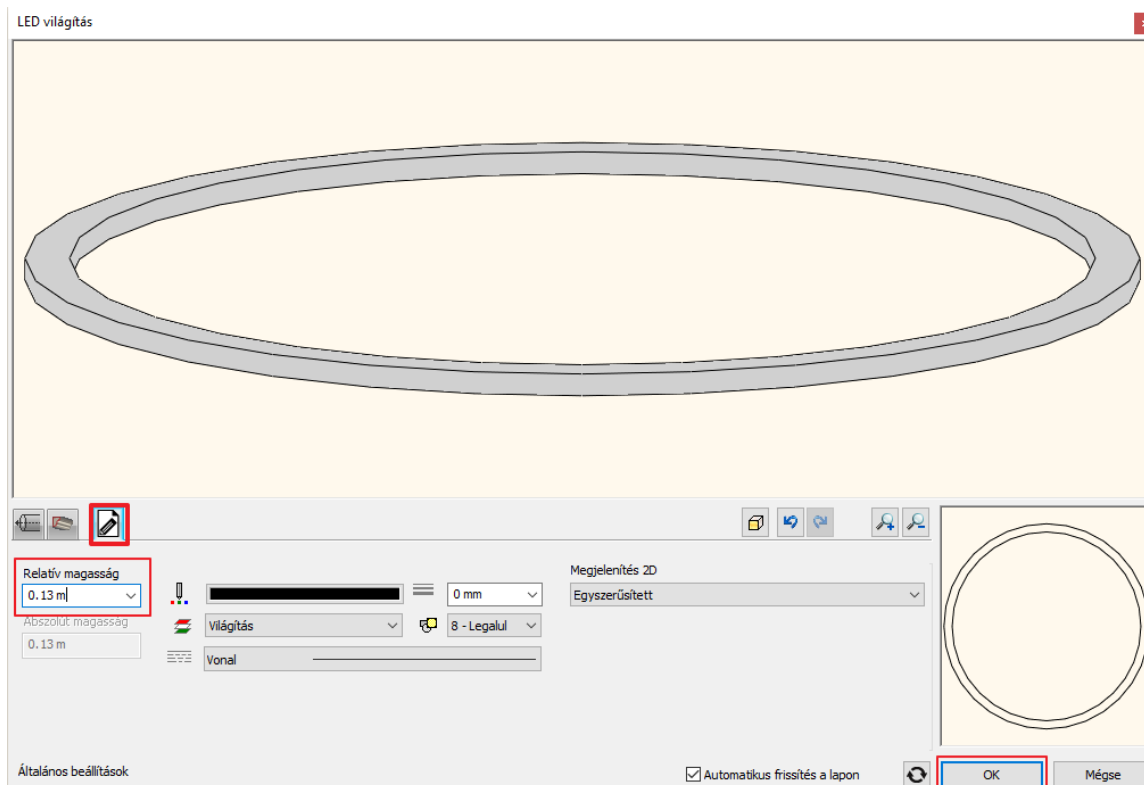 LED világítás
Relatív magasság
0.13 m
Abszolút magasság
0.13 m
0 mm
Világítás
8 - Legalul
Vonal
Megjelenítés 2D
Egyszerűsített
Általános beállítások
Automatikus frissítés a lapon
OK
Mégse